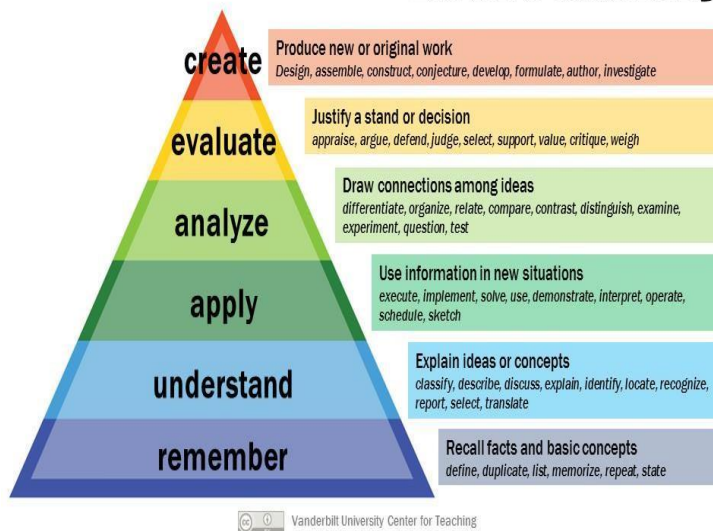 create
Produce new or original work
Design, assemble, construct, conjecture, develop, formulate, author, investigate
evaluate
Justify a stand or decision
appraise, argue, defend, judge, select, support, value, critique, weigh
analyze
Draw connections among ideas
differentiate, organize, relate, compare, contrast, distinguish, examine,
experiment, question, test
apply
Use information in new situations
execute, implement, solve, use, demonstrate, interpret, operate,
schedule, sketch
understand
Explain ideas or concepts
classify, describe, discuss, explain, identify, locate, recognize,
report, select, translate
remember
Recall facts and basic concepts
define, duplicate, list, memorize, repeat, state
cc
Vanderbilt University Center for Teaching